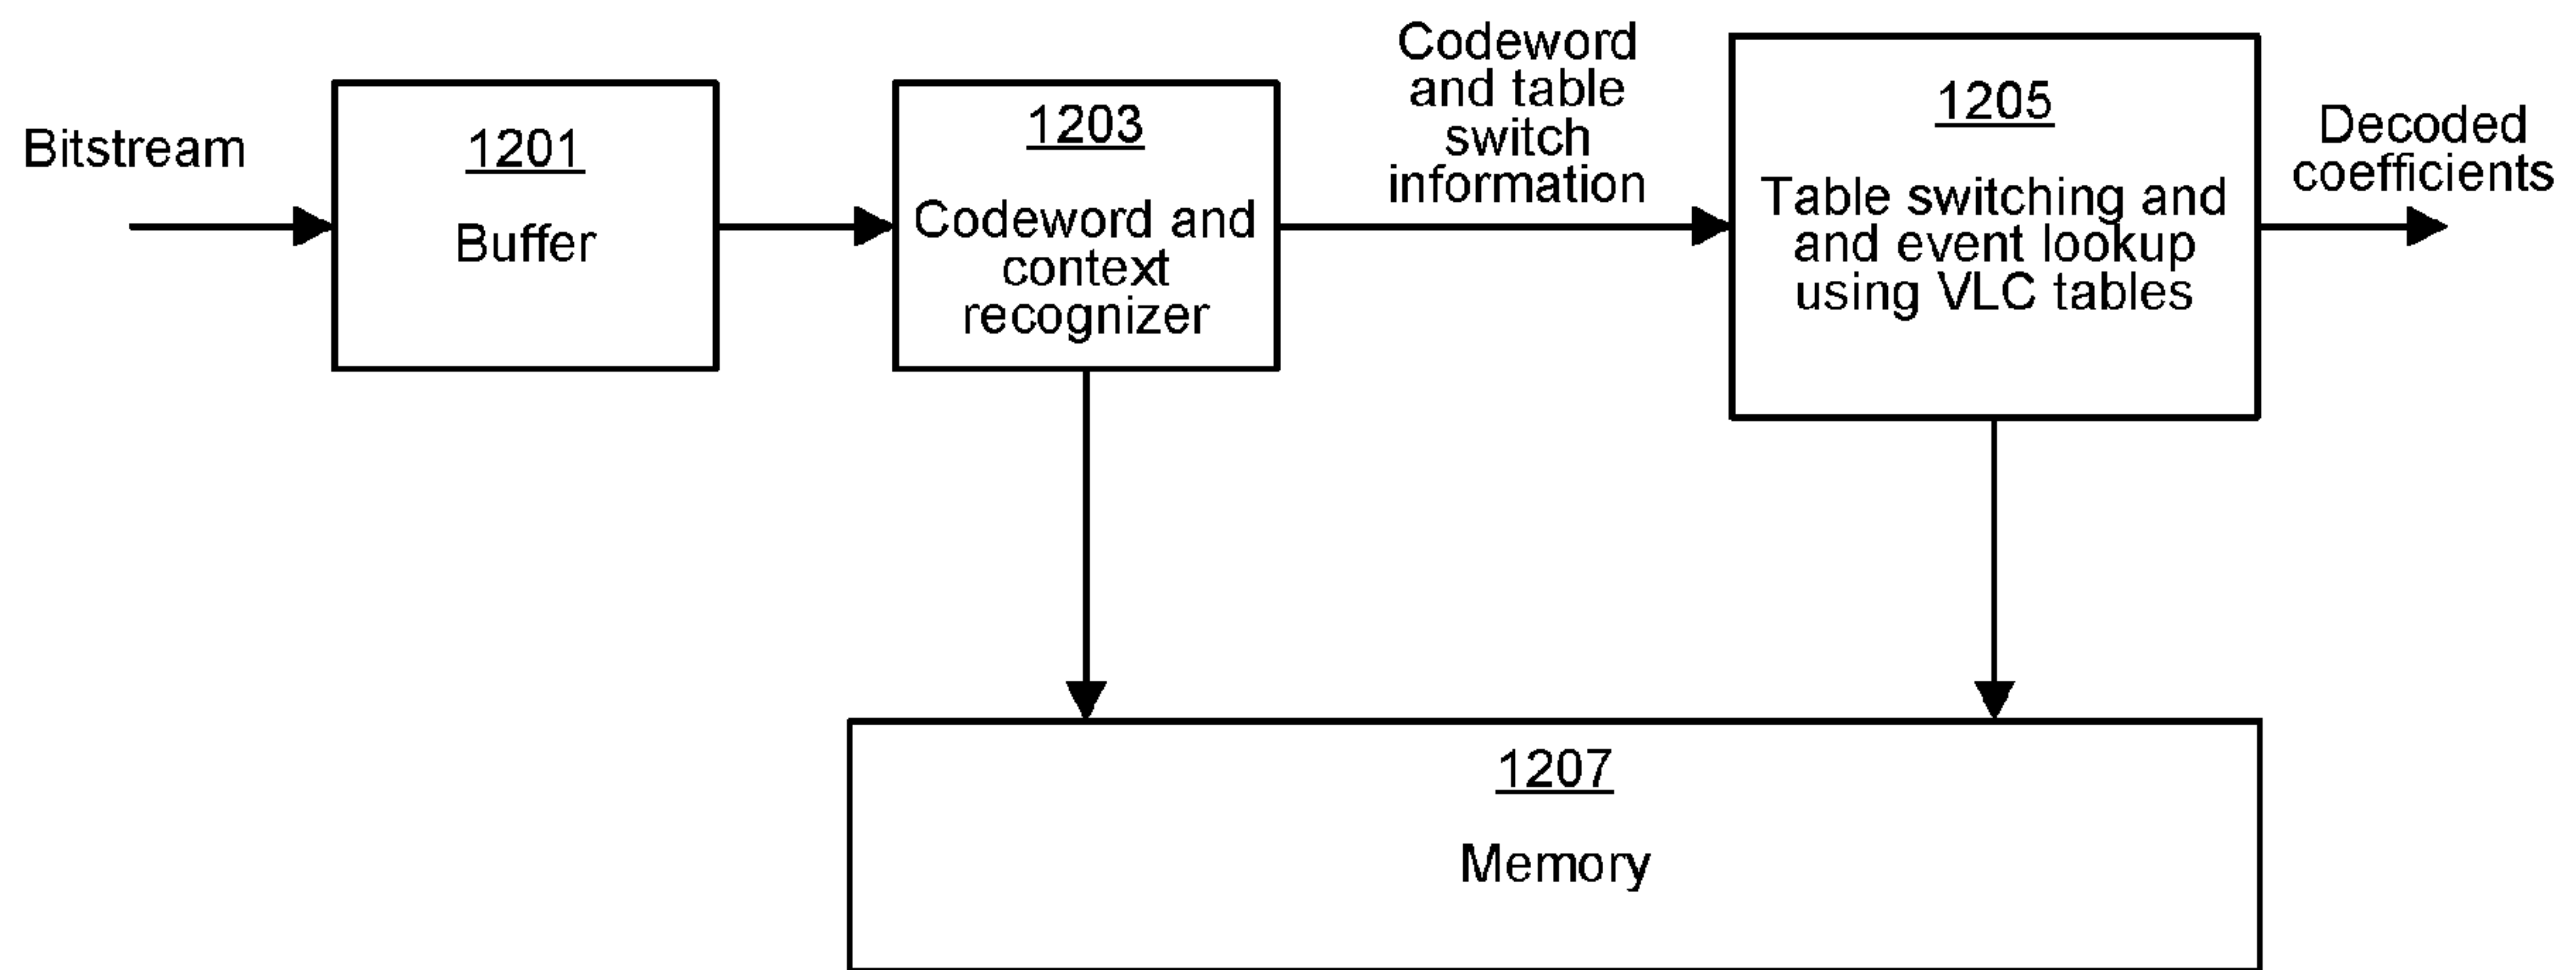 Bitstream
1201
Buffer
1203
Codeword and
context
recognizer
Codeword
and table
switch
information
1205
Table switching and
and event lookup
using VLC tables
Decoded
coefficients
1207
Memory